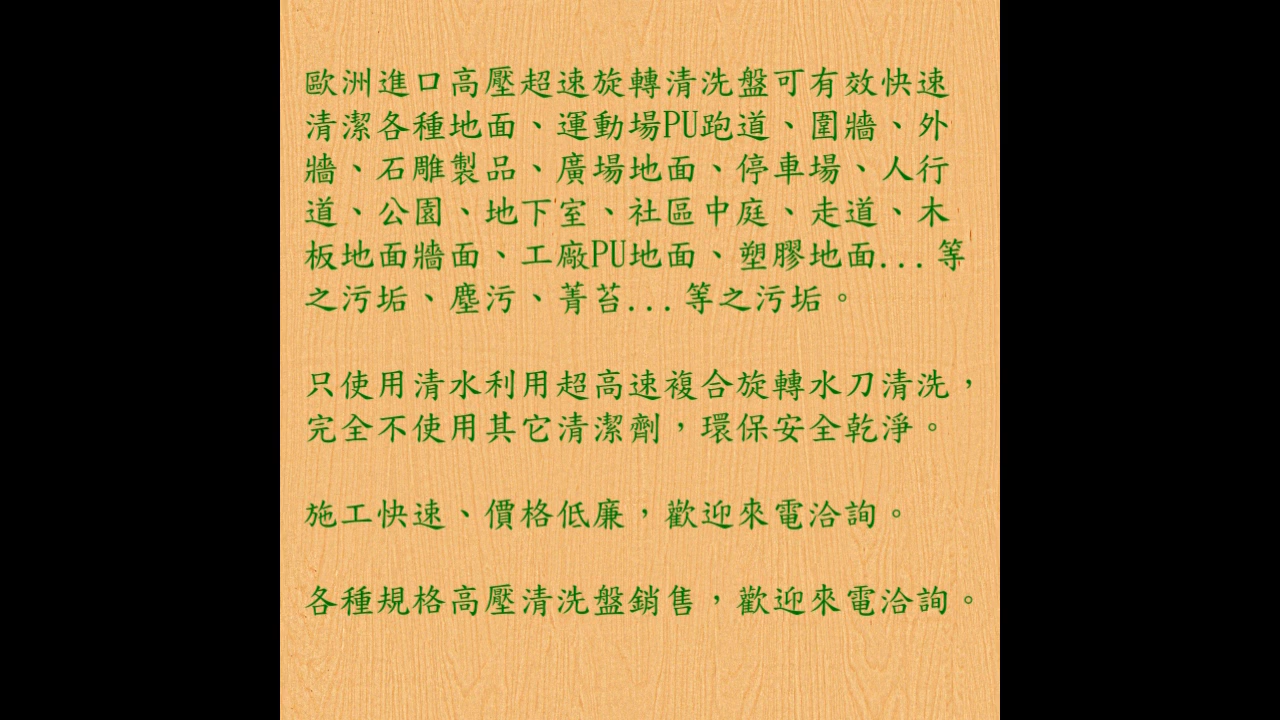 歐洲進口高壓超速旋轉清洗盤可有效快速
清潔各種地面、運動場PU跑道、圍牆、外
牆、石雕製品、廣場地面、停車場、人行
道、公園、地下室、社區中庭、走道、木
板地面牆面、工廠PU地面、塑膠地面...等
之污垢、塵污、菁苔...等之污垢。
只使用清水利用超高速複合旋轉水刀清洗，
完全不使用其它清潔劑，環保安全乾淨。
施工快速、價格低廉，歡迎來電洽詢。
各種規格高壓清洗盤銷售，歡迎來電洽詢。